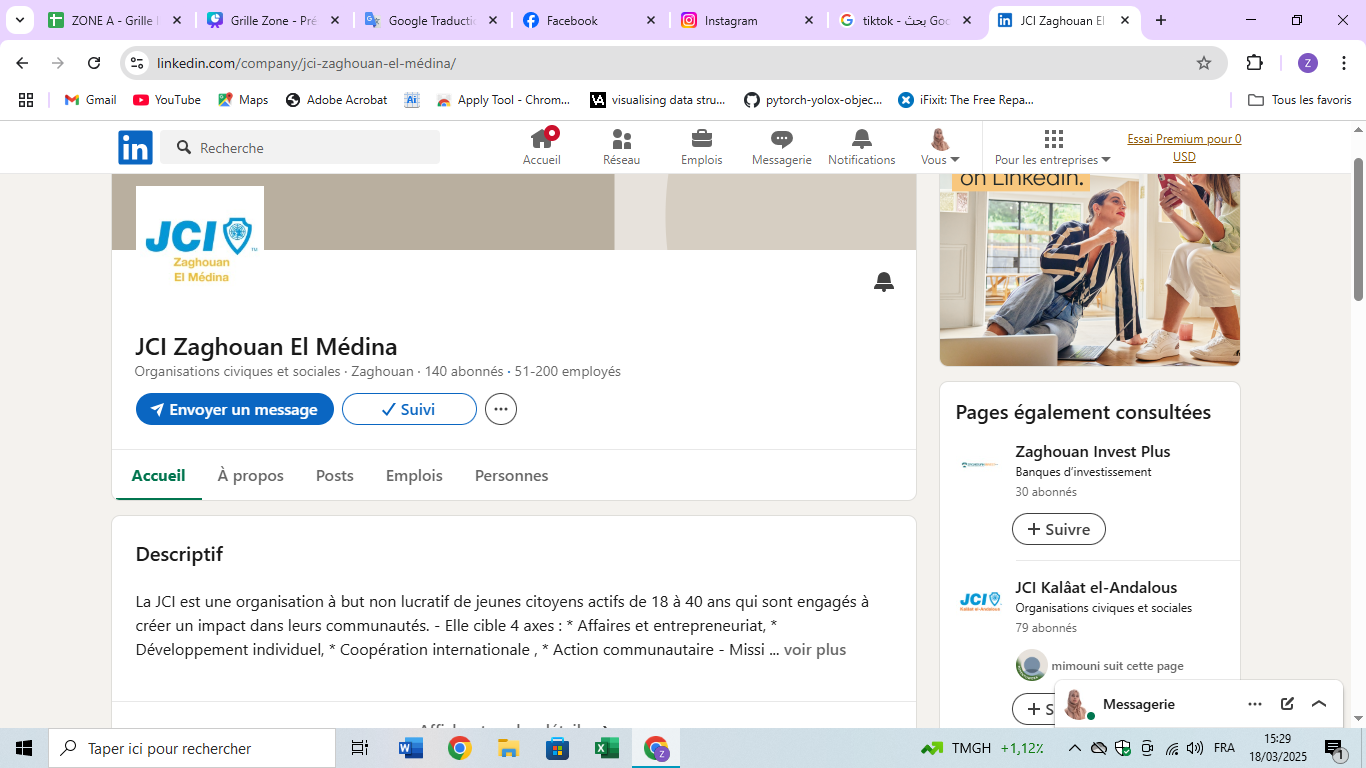 ZONE A - Grille
Grille Zone - Pré
Google Traductio
Facebook
Instagram
tiktok - بحث Goo
JCI Zaghouan El
linkedin.com/company/jci-zaghouan-el-médina/
Z
Gmail
YouTube
Maps
Adobe Acrobat
Ai
Apply Tool - Chrom...
VA visualising data stru...
pytorch-yolox-objec...
iFixit: The Free Repa...
Tous les favoris
in
Recherche
Accueil
Réseau
Emplois
Messagerie
Notifications
Vous
Pour les entreprises
Essai Premium pour 0
USD
on LinkedIn.
JCI
TM
Zaghouan
El Médina
JCI Zaghouan El Médina
Organisations civiques et sociales · Zaghouan · 140 abonnés · 51-200 employés
Envoyer un message
Suivi
Accueil
À propos
Posts
Emplois
Personnes
Descriptif
La JCI est une organisation à but non lucratif de jeunes citoyens actifs de 18 à 40 ans qui sont engagés à
créer un impact dans leurs communautés. - Elle cible 4 axes : * Affaires et entrepreneuriat, *
Développement individuel, * Coopération internationale , * Action communautaire - Missi ... voir plus
Pages également consultées
Zaghouan Invest Plus
Banques d'investissement
30 abonnés
+ Suivre
JCI Kalâat el-Andalous
JCI
Organisations civiques et sociales
79 abonnés
mimouni suit cette page
+ S
Messagerie
Taper ici pour rechercher
Z
TMGH +1,12%
FRA
15:29
18/03/2025
1